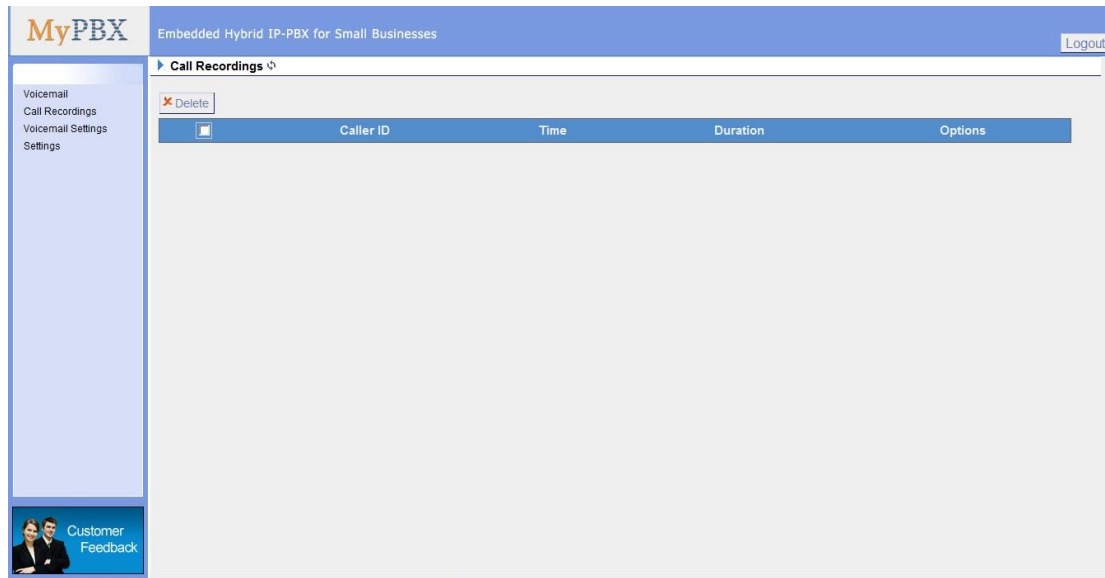 MyPBX
Embedded Hybrid IP-PBX for Small Businesses
Logout
Voicemail
Call Recordings
Voicemail Settings
Settings
Call Recordings
Delete
Caller ID Time Duration Options
Customer
Feedback